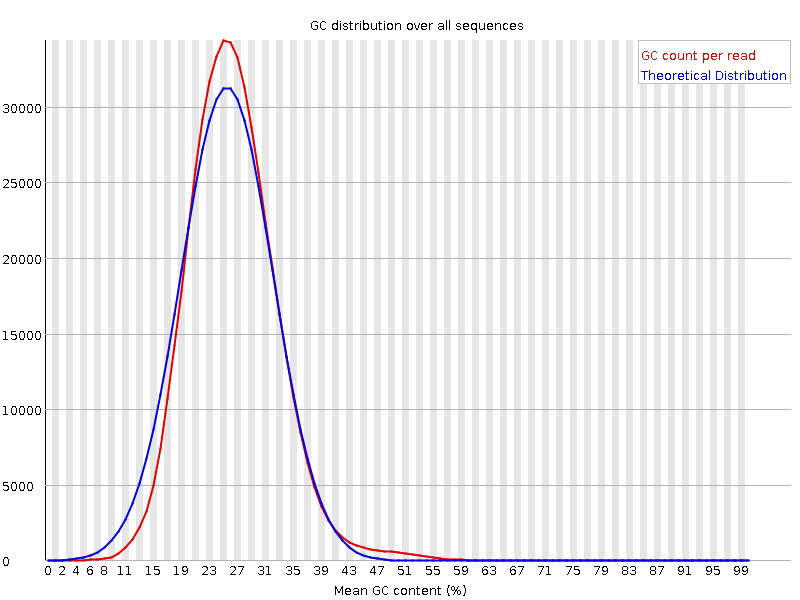 GC distribution over all sequences
GC count per read
Theoretical Distribution
30000
25000
20000
15000
10000
5000
0
0 2 4 6 8 11 15 19 23 27 31 35 39 43 47 51 55 59 63 67 71 75 79 83 87 91 95 99
Mean GC content (%)